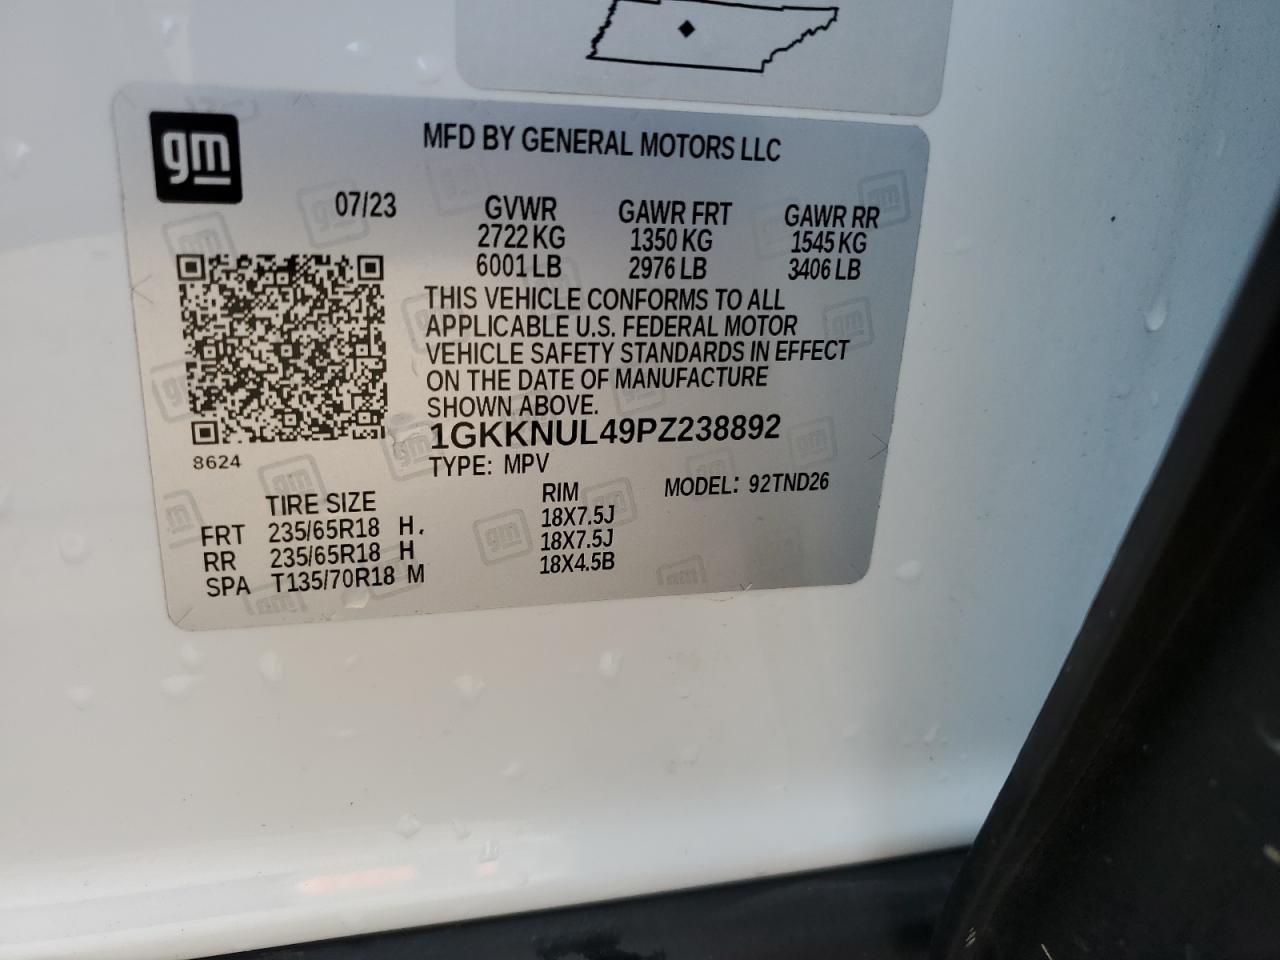 gm
MFD BY GENERAL MOTORS LLC
07/23 GVWR GAWR FRT GAWR RR
2722 KG 1350 KG 1545 KG
6001 LB 2976 LB 3406 LB
THIS VEHICLE CONFORMS TO ALL
APPLICABLE U.S. FEDERAL MOTOR
VEHICLE SAFETY STANDARDS IN EFFECT
ON THE DATE OF MANUFACTURE
SHOWN ABOVE.
1GKKNUL49PZ238892
8624
TYPE: MPV MODEL: 92TND26
TIRE SIZE RIM
FRT 235/65R18 H. 18X7.5J
RR 235/65R18 H 18X7.5J
SPA T135/70R18 M 18X4.5B